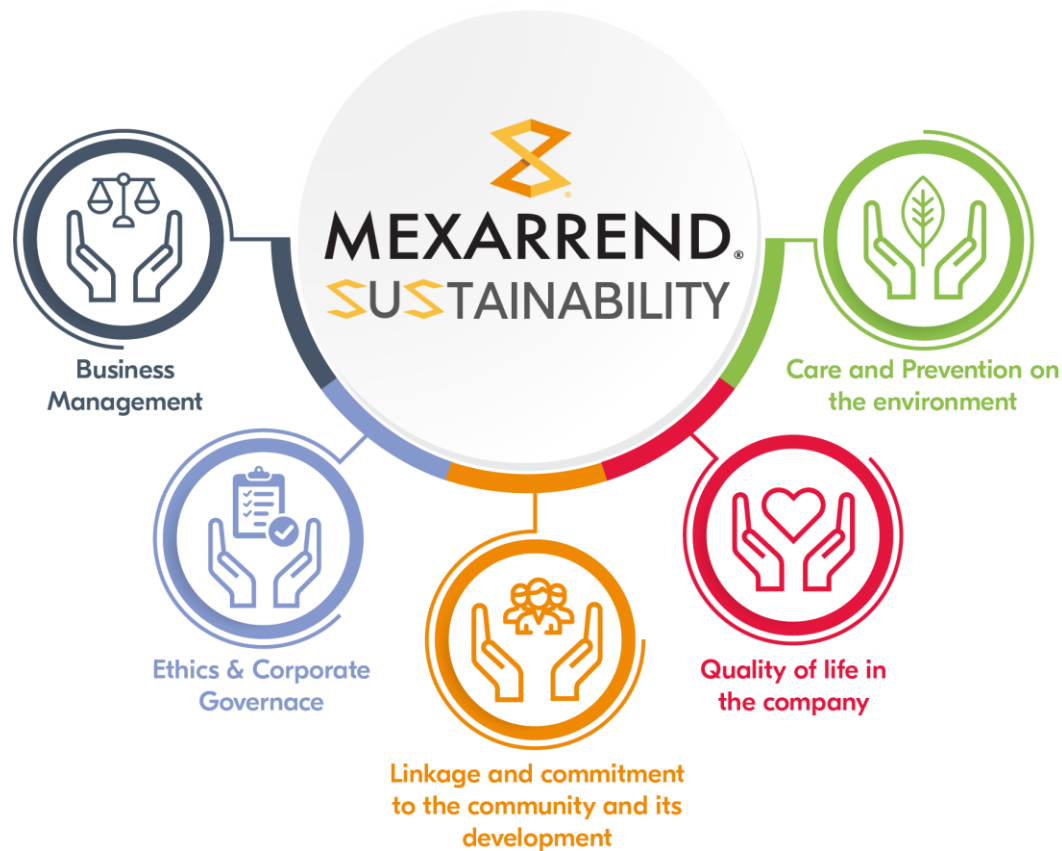 MEXARREND®
SUSTAINABILITY
Business
Management
Care and Prevention on
the environment
Ethics & Corporate
Governace
Quality of life in
the company
Linkage and commitment
to the community and its
development